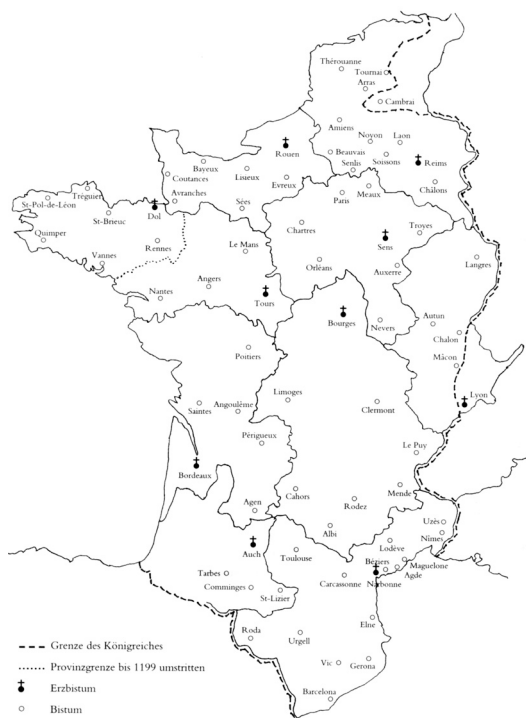 Thérouanne
Tournai
Arras
Cambrai
Amiens
Noyon
Laon
Rouen
Beauvais
Soissons
Reims
Senlis
Bayeux
Lisieux
Coutances
Evreux
Meaux
Châlons
Paris
Tréguier
Avranches
St-Pol-de-Léon
St-Brieuc
Dol
Sées
Chartres
Sens
Troyes
Quimper
Rennes
Le Mans
Vannes
Orléans
Auxerre
Langres
Angers
Nantes
Tours
Bourges
Nevers
Autun
Chalon
Poitiers
Mâcon
Limoges
Lyon
Angoulême
Saintes
Clermont
Périgueux
Le Puy
Bordeaux
Cahors
Mende
Agen
Rodez
Uzès
Albi
Nîmes
Auch
Toulouse
Lodève
Béziers
Maguelone
Tarbes
Agde
Carcassonne
Narbonne
Comminges
St-Lizier
Elne
Roda
Urgell
Vic
Gerona
Barcelona
Grenze des Königreiches
Provinzgrenze bis 1199 umstritten
Erzbistum
Bistum